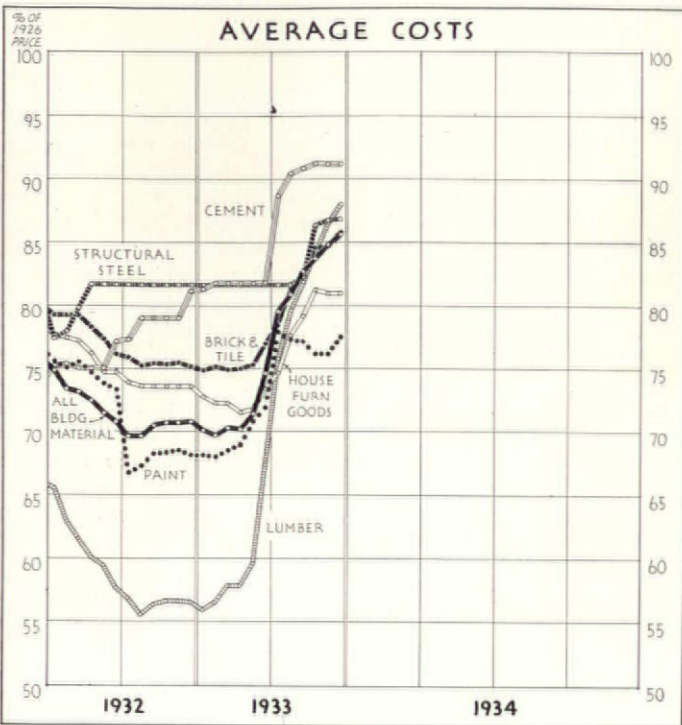 % OF
1926
PRICE
AVERAGE COSTS
100
100
95
95
90
90
CEMENT
85
85
STRUCTURAL
STEEL
80
80
BRICK &
TILE
75
75
HOUSE
FURN
GOODS
ALL
BLDG
MATERIAL
70
70
PAINT
65
65
LUMBER
60
60
55
55
50
50
1932
1933
1934